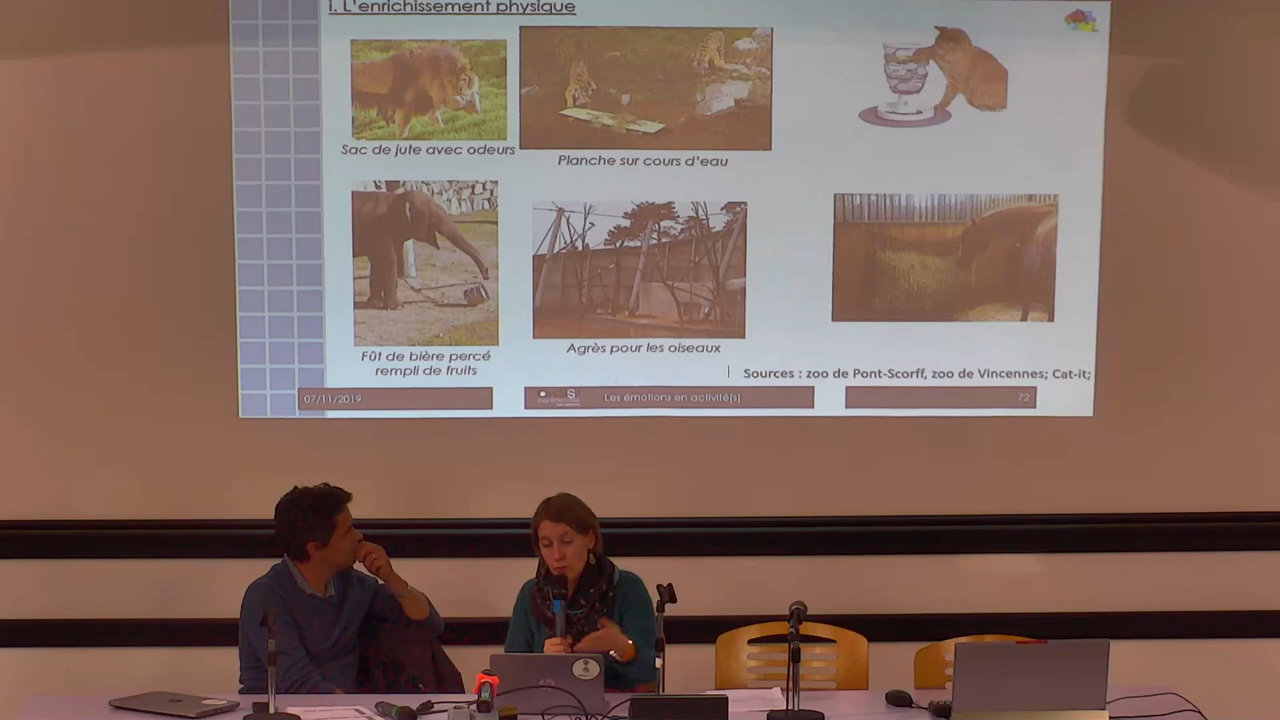 i. L'enrichissement physique
Sac de jute avec odeurs
Planche sur cours d'eau
Fût de bière percé
rempli de fruits
Agrès pour les oiseaux
Sources : zoo de Pont-Scorff, zoo de Vincennes; Cat-it;
07/11/2019
Les émotions en activité(s)
72